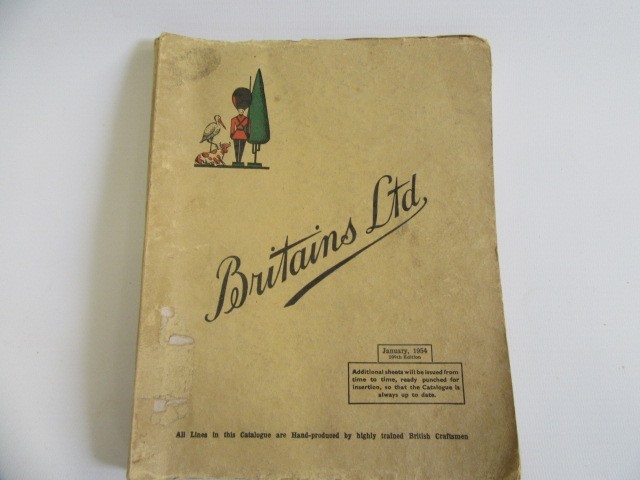 Britains Ltd
January, 1954
Edition
Additional sheets will be issued from
time to time, ready punched for
insertion, so that the Catalogue is
always up to date.
All Lines in this Catalogue are Hand-produced by highly trained British Craftsmen